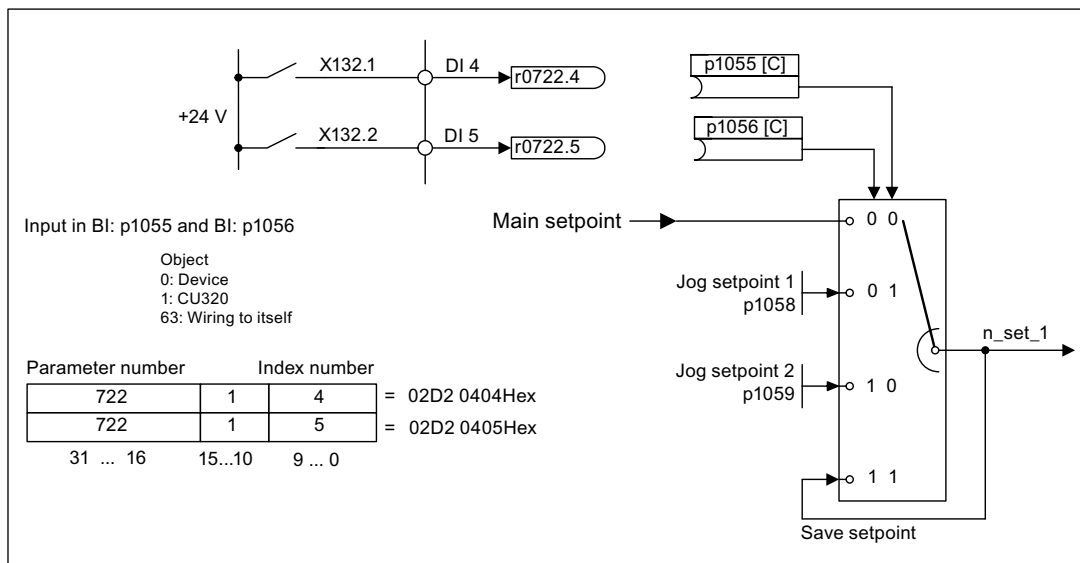 X132.1 DI 4 r0722.4
+24 V
X132.2 DI 5 r0722.5
p1055 [C]
p1056 [C]
Input in BI: p1055 and BI: p1056
Object
0: Device
1: CU320
63: Wiring to itself
Parameter number Index number
722 1 4 = 02D2 0404Hex
722 1 5 = 02D2 0405Hex
31 ... 16 15...10 9 ... 0
Main setpoint 0 0
Jog setpoint 1
p1058
0 1
n_set_1
Jog setpoint 2
p1059
1 0
1 1
Save setpoint